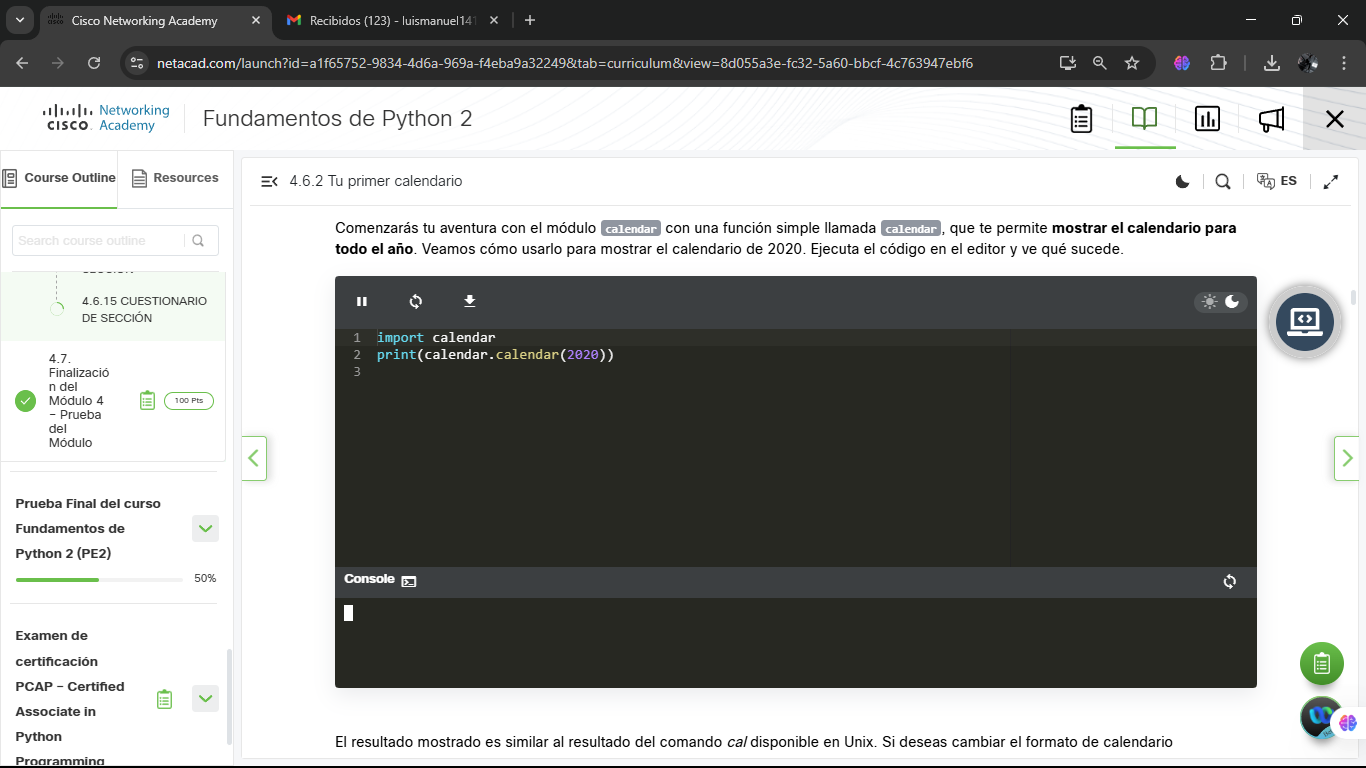 Cisco Networking Academy
Recibidos (123) - luismanuel141
netacad.com/launch?id=a1f65752-9834-4d6a-969a-f4eba9a32249&tab=curriculum&view=8d055a3e-fc32-5a60-bbcf-4c763947ebf6
CISCO Networking Academy
Fundamentos de Python 2
Course Outline
Resources
4.6.2 Tu primer calendario
ES
Search course outline
4.6.15 CUESTIONARIO
DE SECCIÓN
4.7.
Finalizació
n del
Módulo 4
– Prueba
del
Módulo
100 Pts
Prueba Final del curso
Fundamentos de
Python 2 (PE2)
50%
Examen de
certificación
PCAP – Certified
Associate in
Python
Programming
Comenzarás tu aventura con el módulo calendar con una función simple llamada calendar, que te permite mostrar el calendario para
todo el año. Veamos cómo usarlo para mostrar el calendario de 2020. Ejecuta el código en el editor y ve qué sucede.
1 import calendar
2 print(calendar.calendar(2020))
3
Console
El resultado mostrado es similar al resultado del comando cal disponible en Unix. Si deseas cambiar el formato de calendario